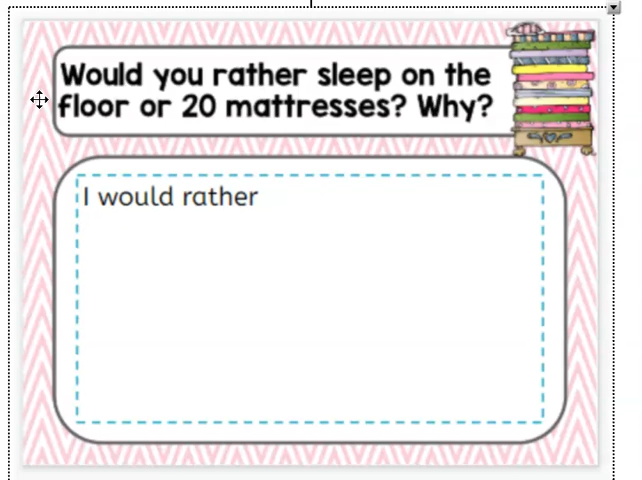 Would you rather sleep on the
floor or 20 mattresses? Why?
I would rather